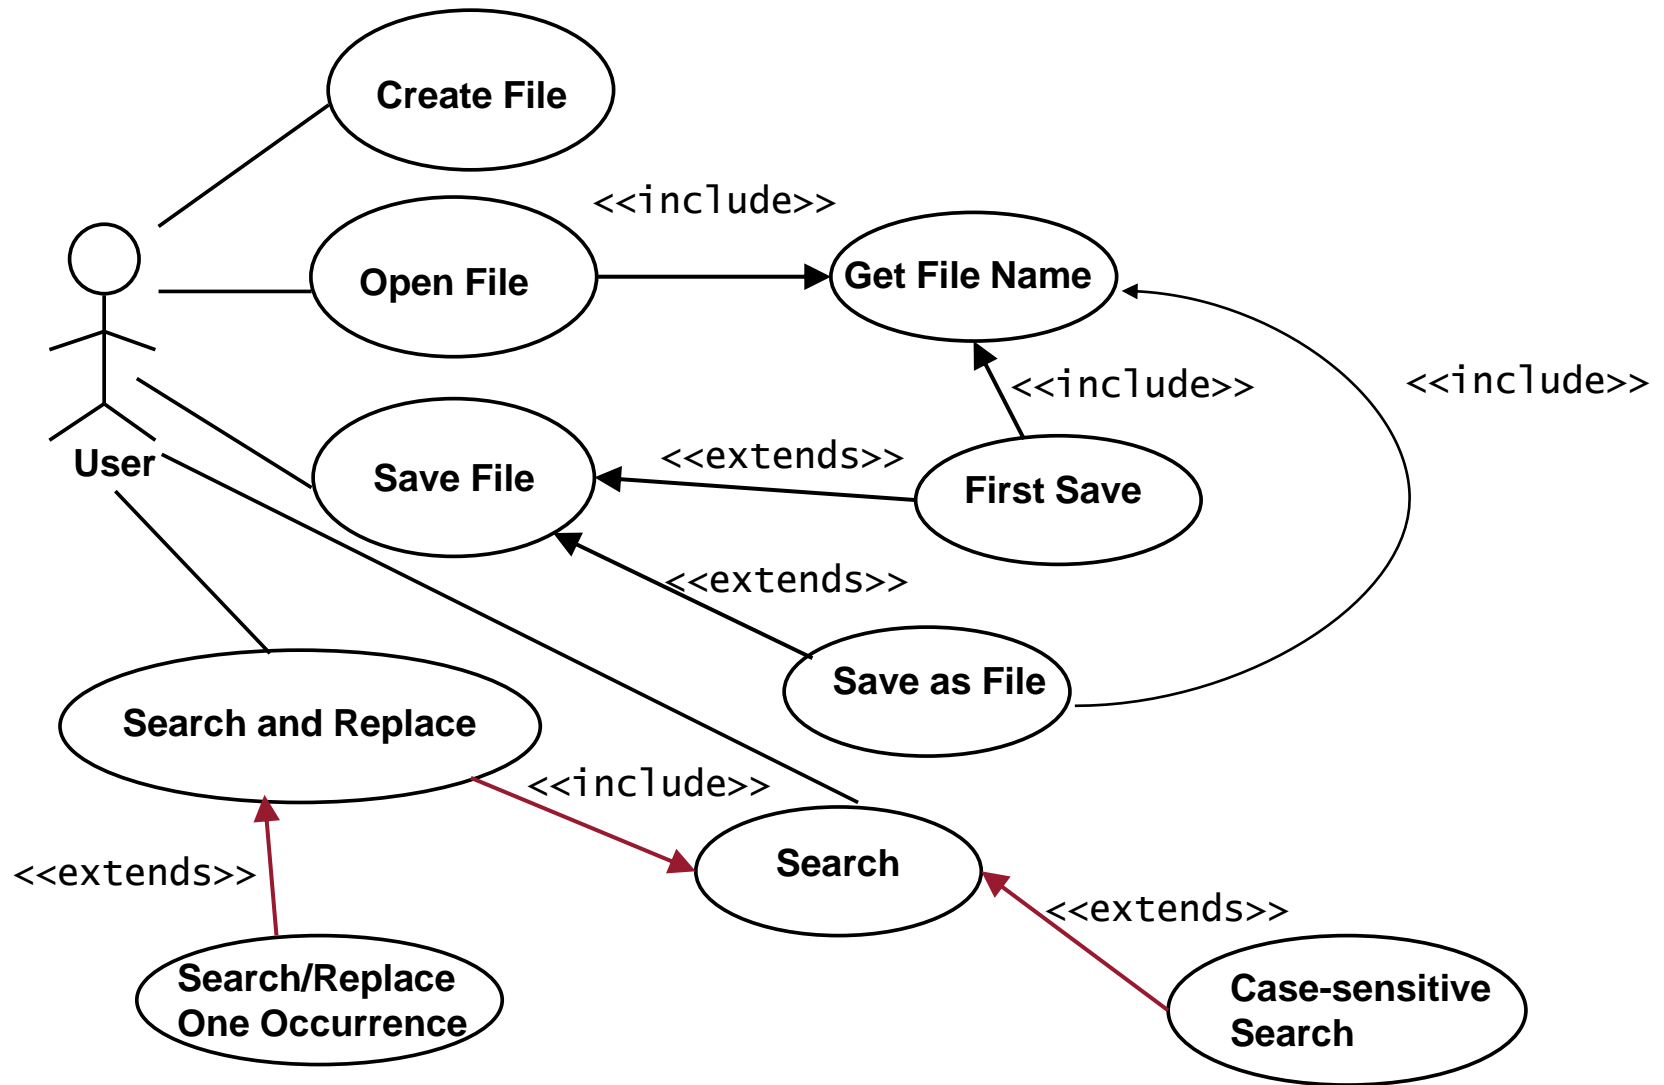 Create File
<<include>>
Open File
Get File Name
<<include>>
<<include>>
User
Save File
<<extends>>
First Save
<<extends>>
Save as File
Search and Replace
<<include>>
Search
<<extends>>
<<extends>>
Search/Replace
One Occurrence
Case-sensitive
Search